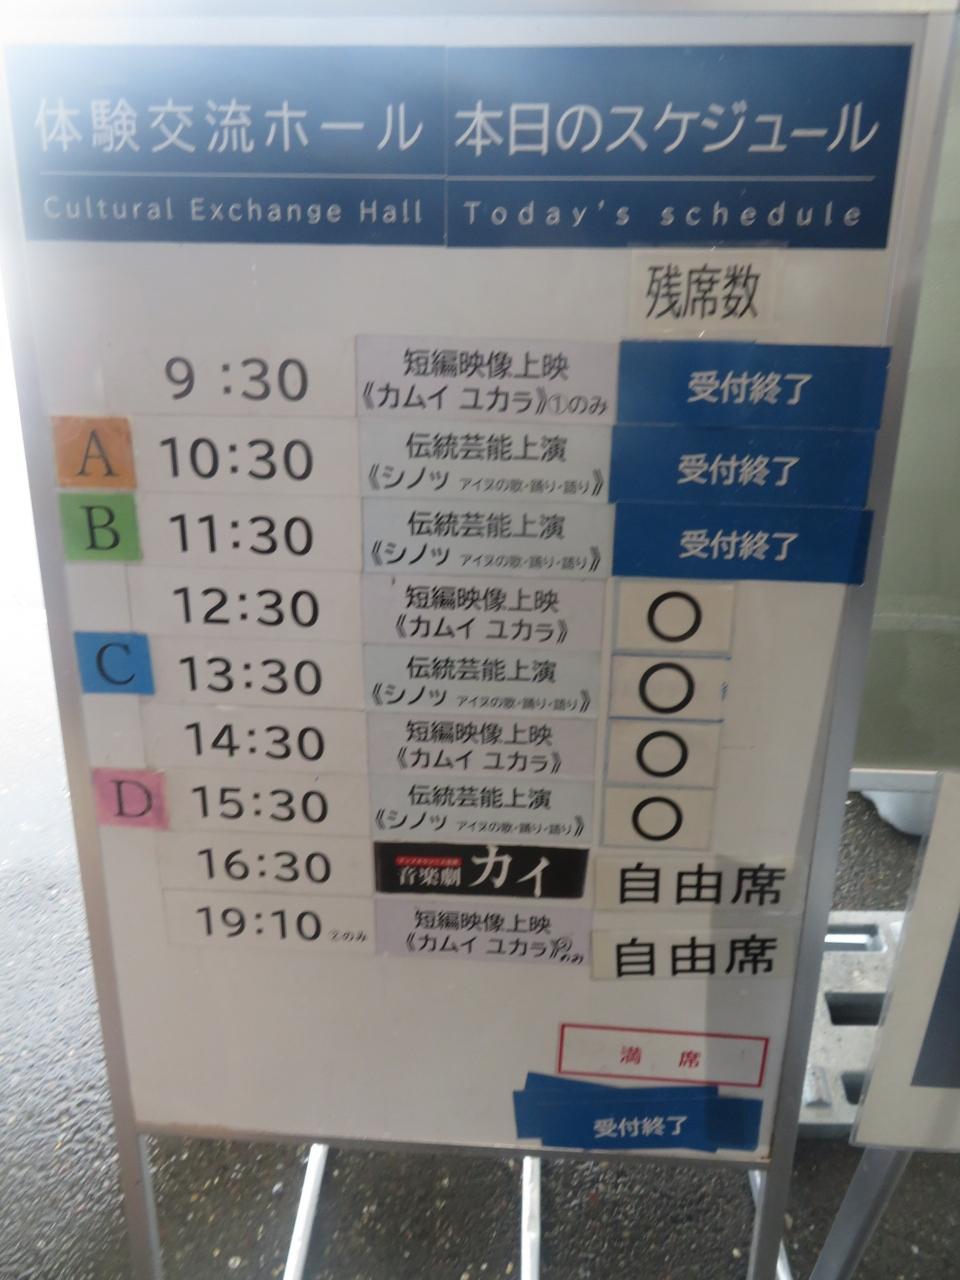 体験交流ホール 本日のスケジュール
Cultural Exchange Hall Today's schedule
残席数
9:30 短編映像上映 受付終了
《カムイ ユカラ》①のみ
A 10:30 伝統芸能上演 受付終了
《シノッ アイヌの歌・踊り・語り》
B 11:30 伝統芸能上演 受付終了
《シノッ アイヌの歌・踊り・語り》
12:30 短編映像上映 〇
《カムイ ユカラ》
C 13:30 伝統芸能上演 〇
《シノッ アイヌの歌・踊り・語り》
14:30 短編映像上映 〇
《カムイ ユカラ》
D 15:30 伝統芸能上演 〇
《シノッ アイヌの歌・踊り・語り》
16:30 音楽劇 カイ 自由席
19:10 ②のみ 短編映像上映 自由席
《カムイ ユカラ》②のみ
満席
受付終了